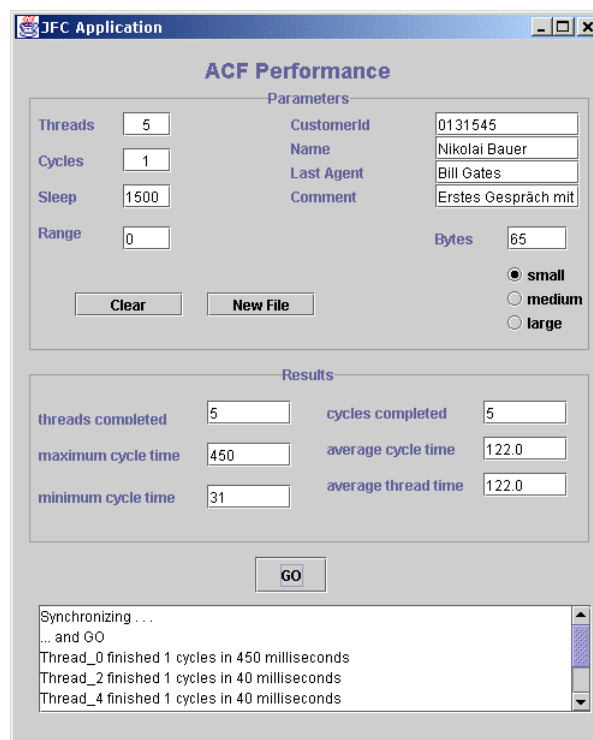 JFC Application
ACF Performance
Parameters
Threads 5 CustomerId 0131545
Name Nikolai Bauer
Cycles 1 Last Agent Bill Gates
Sleep 1500 Comment Erstes Gespräch mit
Range 0 Bytes 65
small
Clear New File medium
large
Results
threads completed 5 cycles completed 5
maximum cycle time 450 average cycle time 122.0
minimum cycle time 31 average thread time 122.0
GO
Synchronizing . . .
... and GO
Thread_0 finished 1 cycles in 450 milliseconds
Thread_2 finished 1 cycles in 40 milliseconds
Thread_4 finished 1 cycles in 40 milliseconds